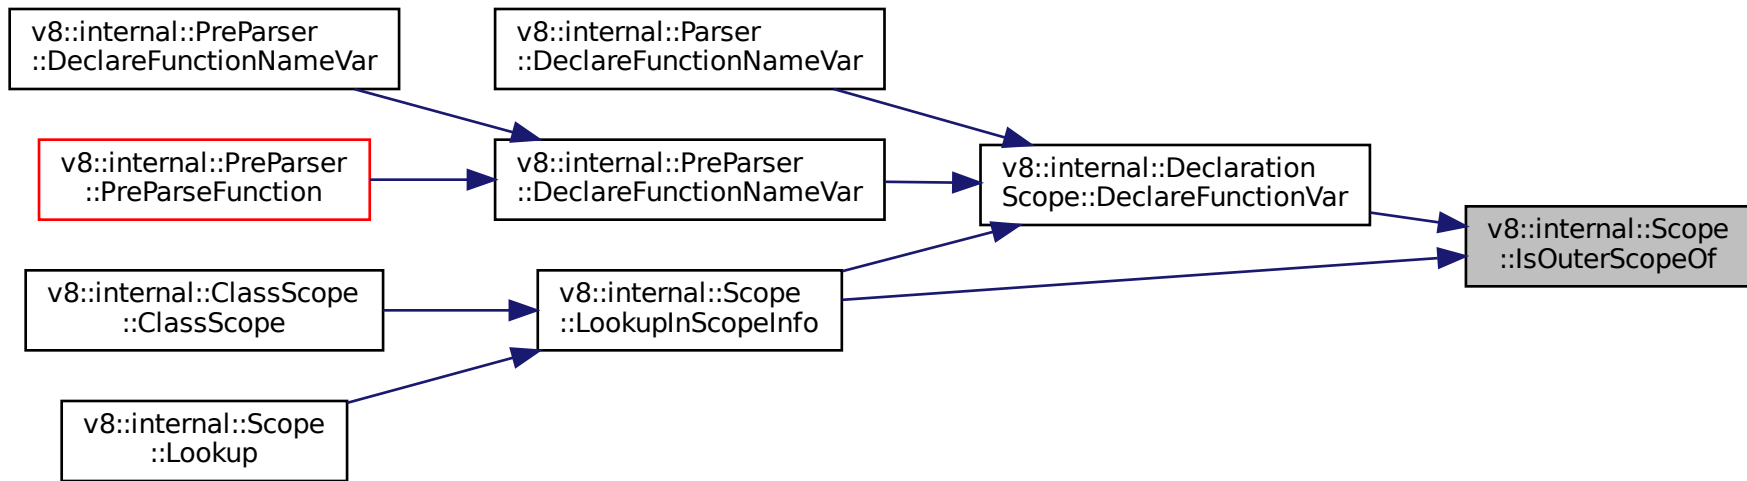 v8::internal::PreParser
::DeclareFunctionNameVar
v8::internal::Parser
::DeclareFunctionNameVar
v8::internal::PreParser
::PreParseFunction
v8::internal::PreParser
::DeclareFunctionNameVar
v8::internal::Declaration
Scope::DeclareFunctionVar
v8::internal::Scope
::IsOuterScopeOf
v8::internal::ClassScope
::ClassScope
v8::internal::Scope
::LookupInScopeInfo
v8::internal::Scope
::Lookup